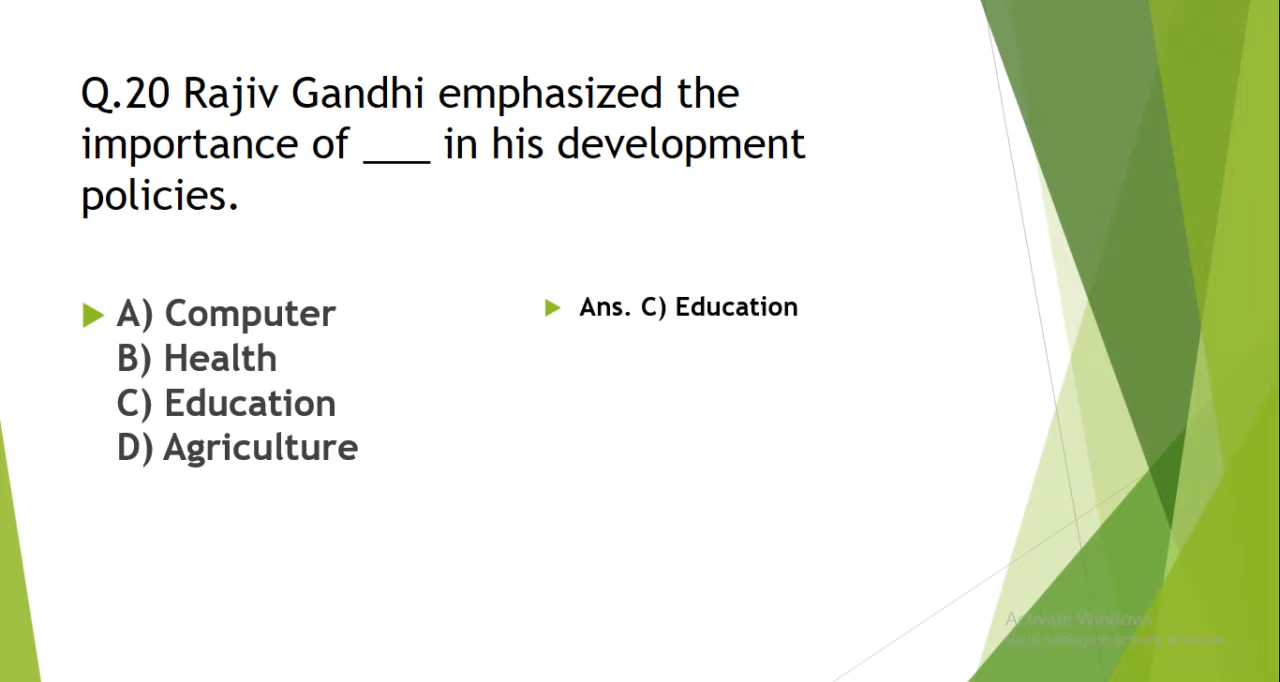 Q.20 Rajiv Gandhi emphasized the
importance of ___ in his development
policies.
A) Computer
B) Health
C) Education
D) Agriculture
Ans. C) Education
Activate Windows